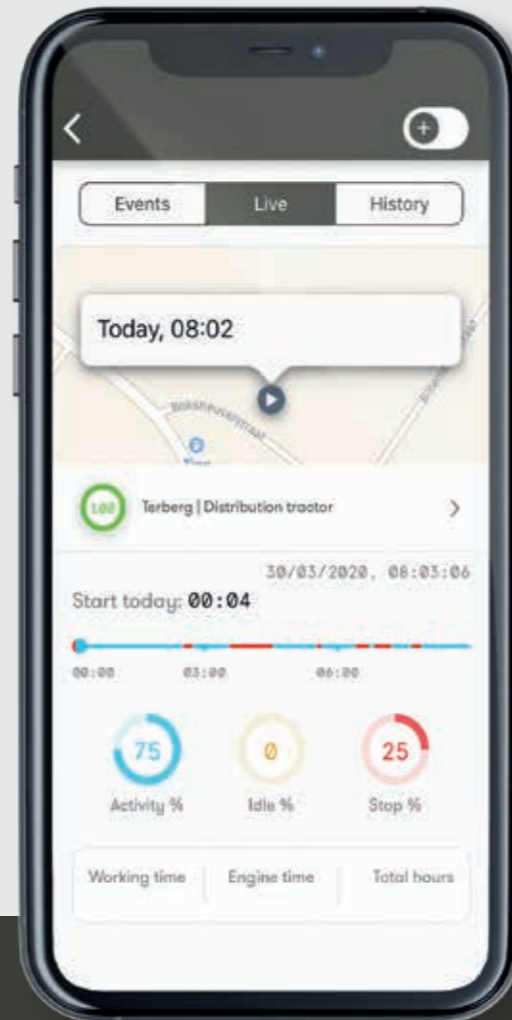 Events Live History
Today, 08:02
100
Terberg | Distribution tractor
30/03/2020, 08:03:06
Start today: 00:04
00:00 03:00 06:00
75 0 25
Activity % Idle % Stop %
Working time Engine time Total hours